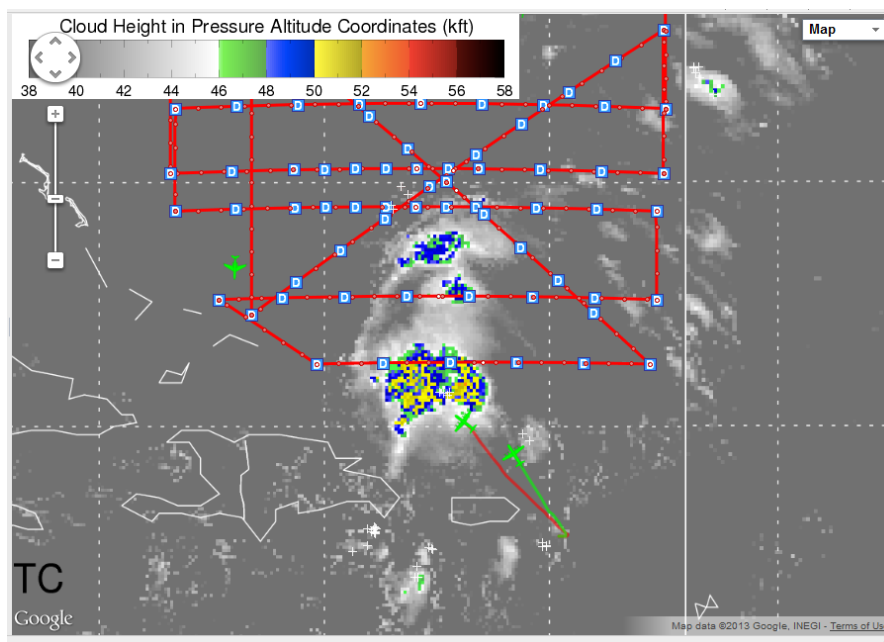 Cloud Height in Pressure Altitude Coordinates (kft)
38 40 42 44 46 48 50 52 54 56 58
Map
D D D D D D D
D
D
D
D
D D D D D D D D
D D D D D D D D
D
D
D
D
D
D D D D D D
D
D D D D
TC
Google
Map data ©2013 Google, INEGI - Terms of Us